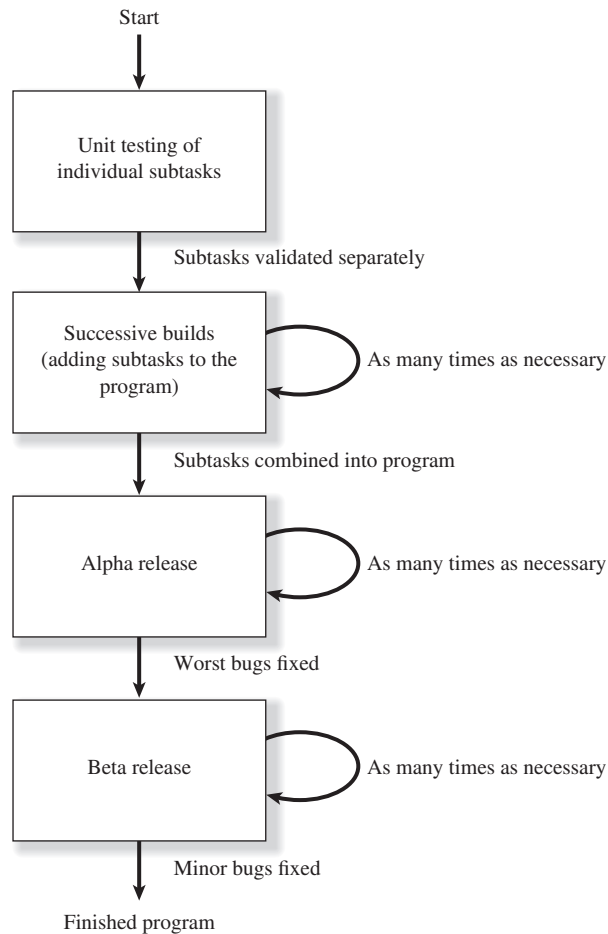 Start
Unit testing of
individual subtasks
Subtasks validated separately
Successive builds
(adding subtasks to the
program)
As many times as necessary
Subtasks combined into program
Alpha release
As many times as necessary
Worst bugs fixed
Beta release
As many times as necessary
Minor bugs fixed
Finished program